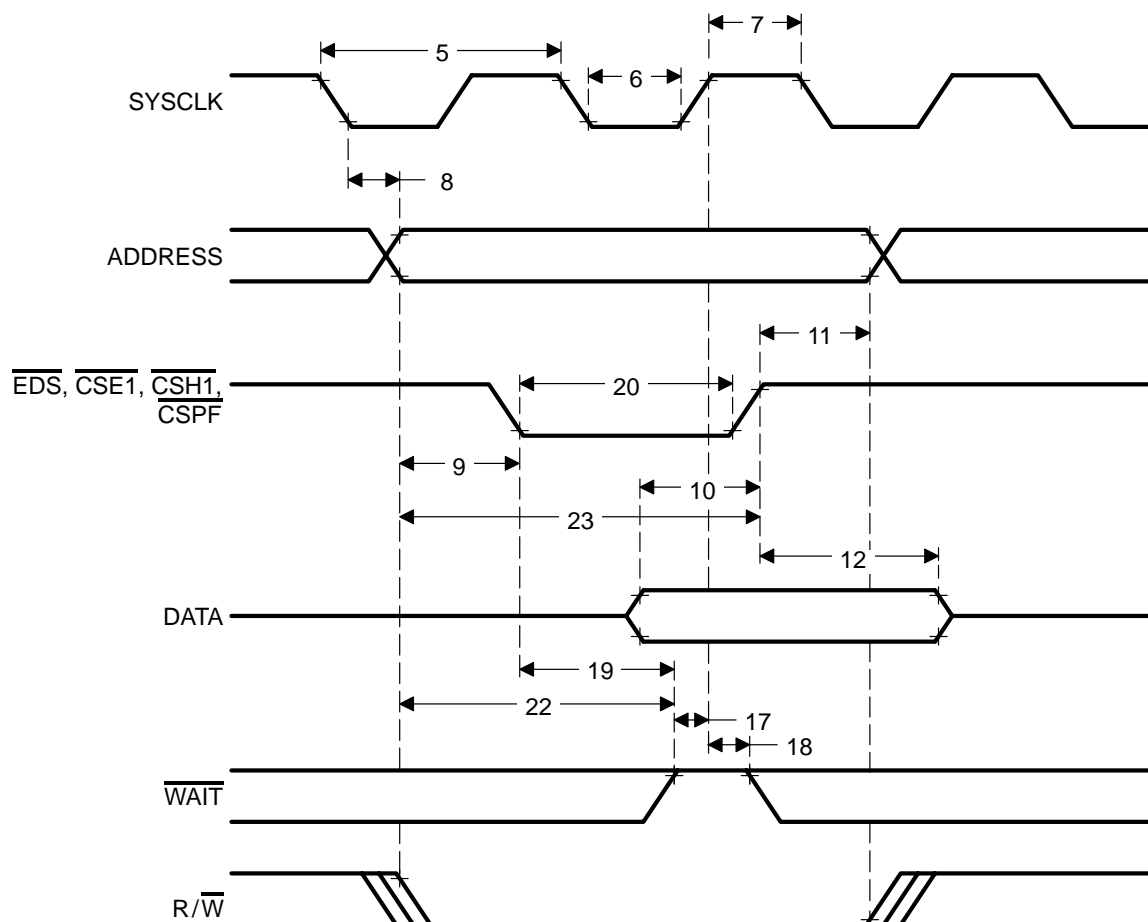 7
5
6
SYSCLK
8
ADDRESS
11
EDS, CSE1, CSH1,
CSPF
20
9
10
23
12
DATA
19
22
17
18
WAIT
R/W